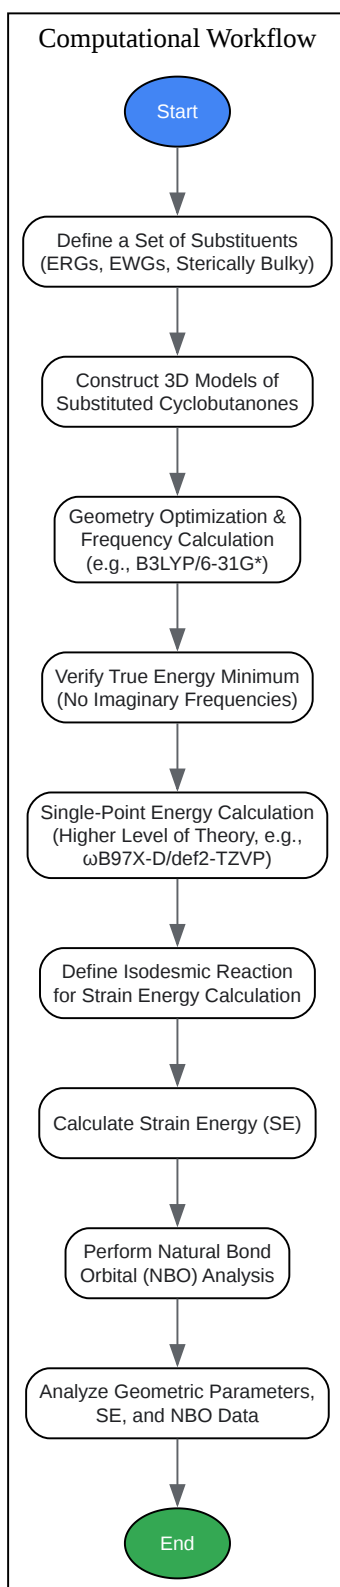 Computational Workflow
Start
Define a Set of Substituents
(ERGs, EWGs, Sterically Bulky)
Construct 3D Models of
Substituted Cyclobutanones
Geometry Optimization &
Frequency Calculation
(e.g., B3LYP/6-31G*)
Verify True Energy Minimum
(No Imaginary Frequencies)
Single-Point Energy Calculation
(Higher Level of Theory, e.g.,
ωB97X-D/def2-TZVP)
Define Isodesmic Reaction
for Strain Energy Calculation
Calculate Strain Energy (SE)
Perform Natural Bond
Orbital (NBO) Analysis
Analyze Geometric Parameters,
SE, and NBO Data
End